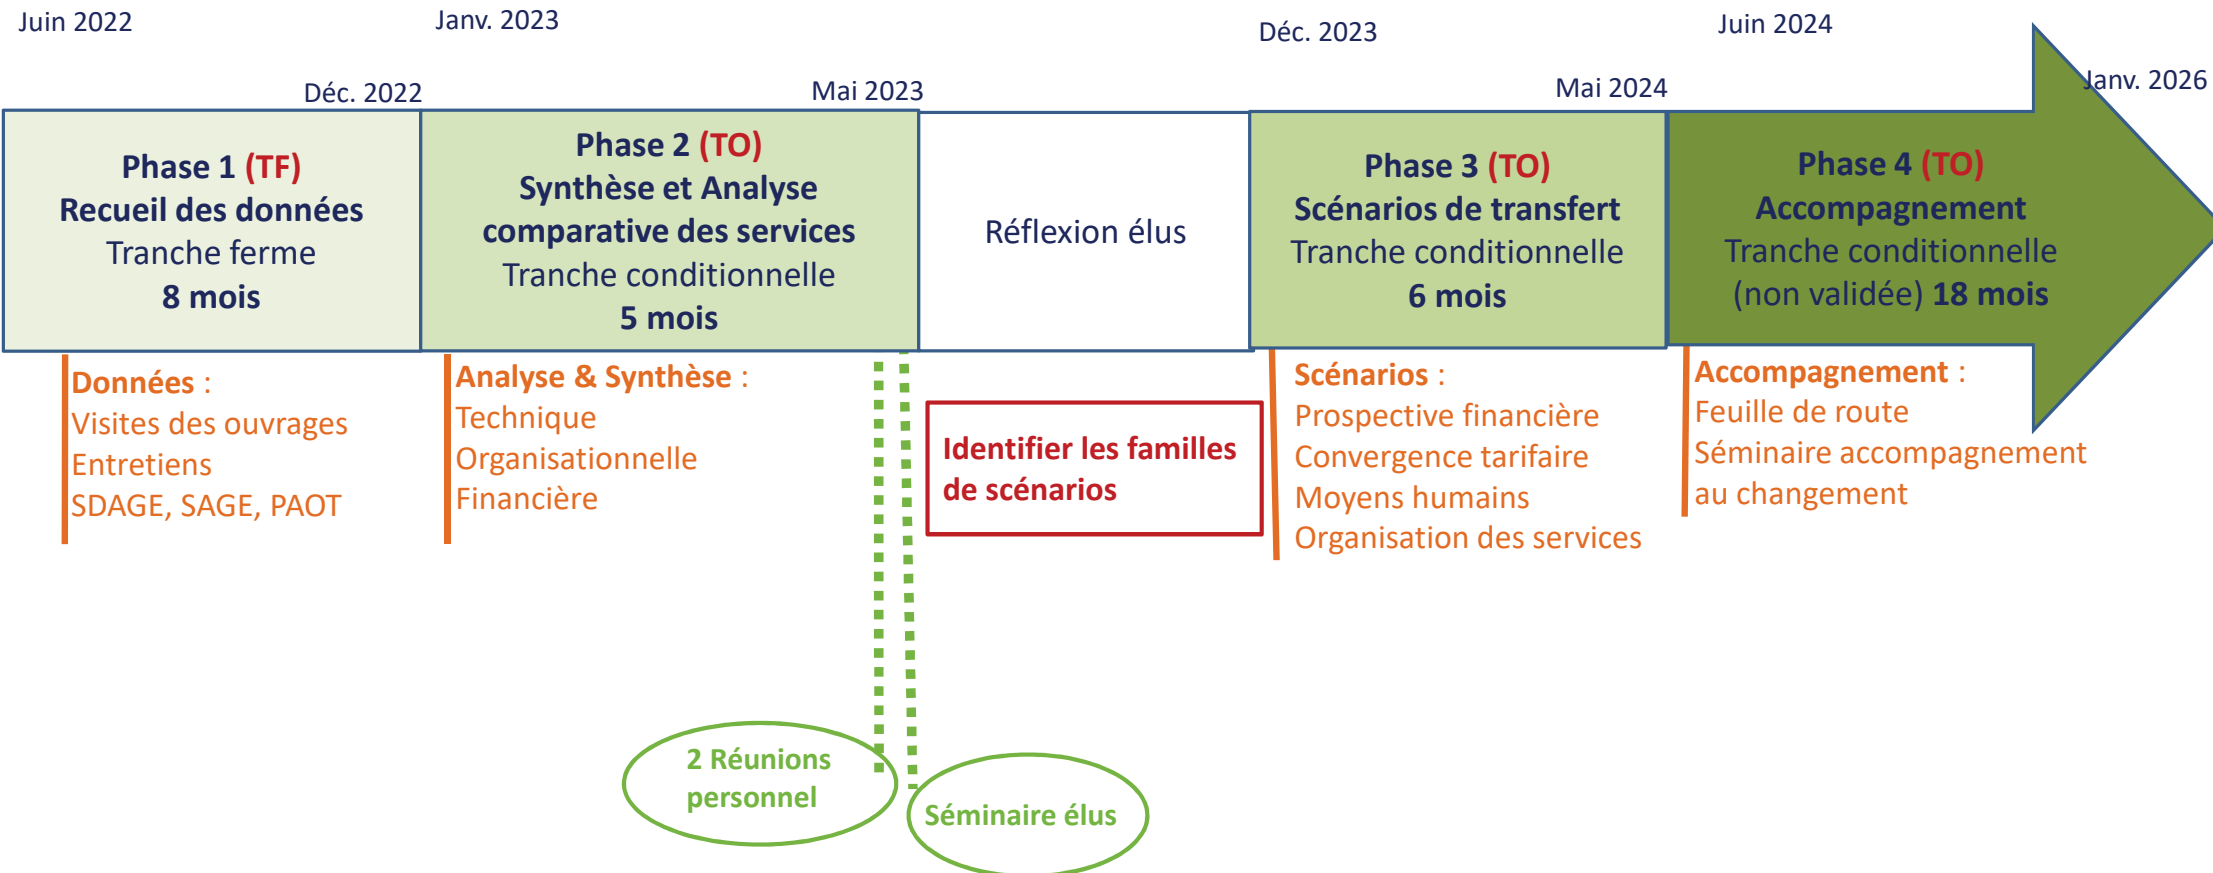 Juin 2022
Janv. 2023
Déc. 2023
Juin 2024
Déc. 2022
Mai 2023
Mai 2024
Janv. 2026
Phase 1 (TF)
Recueil des données
Tranche ferme
8 mois
Phase 2 (TO)
Synthèse et Analyse
comparative des services
Tranche conditionnelle
5 mois
Réflexion élus
Phase 3 (TO)
Scénarios de transfert
Tranche conditionnelle
6 mois
Phase 4 (TO)
Accompagnement
Tranche conditionnelle
(non validée) 18 mois
Données :
Visites des ouvrages
Entretiens
SDAGE, SAGE, PAOT
Analyse & Synthèse :
Technique
Organisationnelle
Financière
Identifier les familles
de scénarios
Scénarios :
Prospective financière
Convergence tarifaire
Moyens humains
Organisation des services
Accompagnement :
Feuille de route
Séminaire accompagnement
au changement
2 Réunions
personnel
Séminaire élus